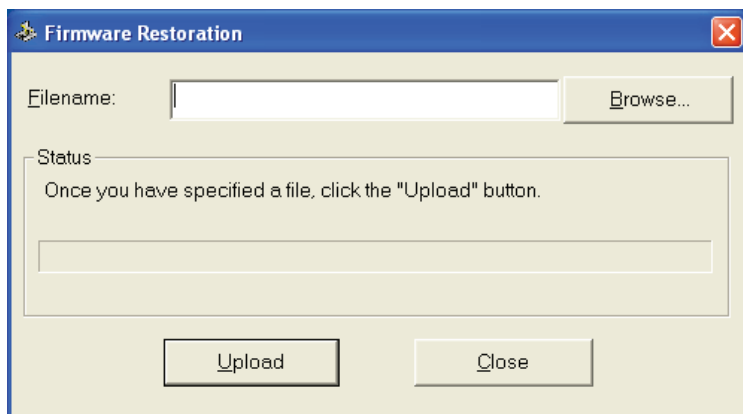 Firmware Restoration
Filename:
Browse...
Status
Once you have specified a file, click the "Upload" button.
Upload
Close